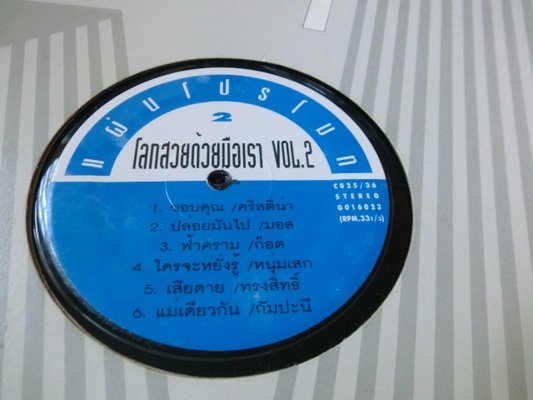 แผ่นโปรโมท
2
โลกสวยด้วยมือเรา VOL.2
C025/36
STEREO
G016023
(RPM.33 1/3)
1. ขอบคุณ /คริสติน่า
2. ปล่อยมันไป /มอส
3. ฟ้าคราม /ก๊อต
4. ใครจะหยั่งรู้ /หนุ่มเสก
5. เสียดาย /ทรงสิทธิ์
6. แม่เดียวกัน /กัมปะนี